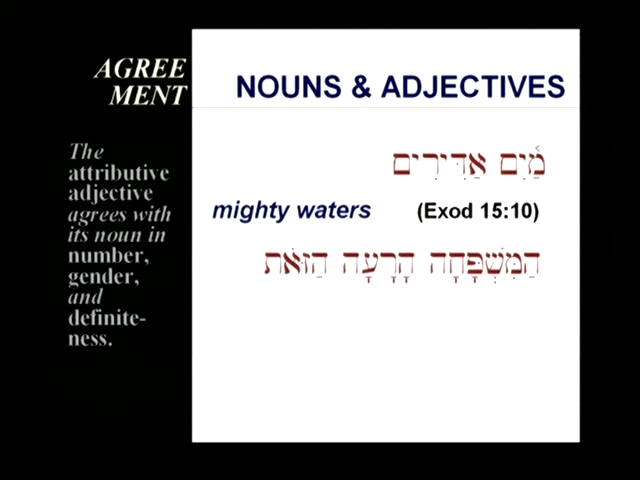 AGREE
MENT
The
attributive
adjective
agrees with
its noun in
number,
gender,
and
definite-
ness.
NOUNS & ADJECTIVES
מַ֫יִם אַדִּירִים
mighty waters (Exod 15:10)
הַמִּשְׁפָּחָה הָרָעָה הַזֹּאת